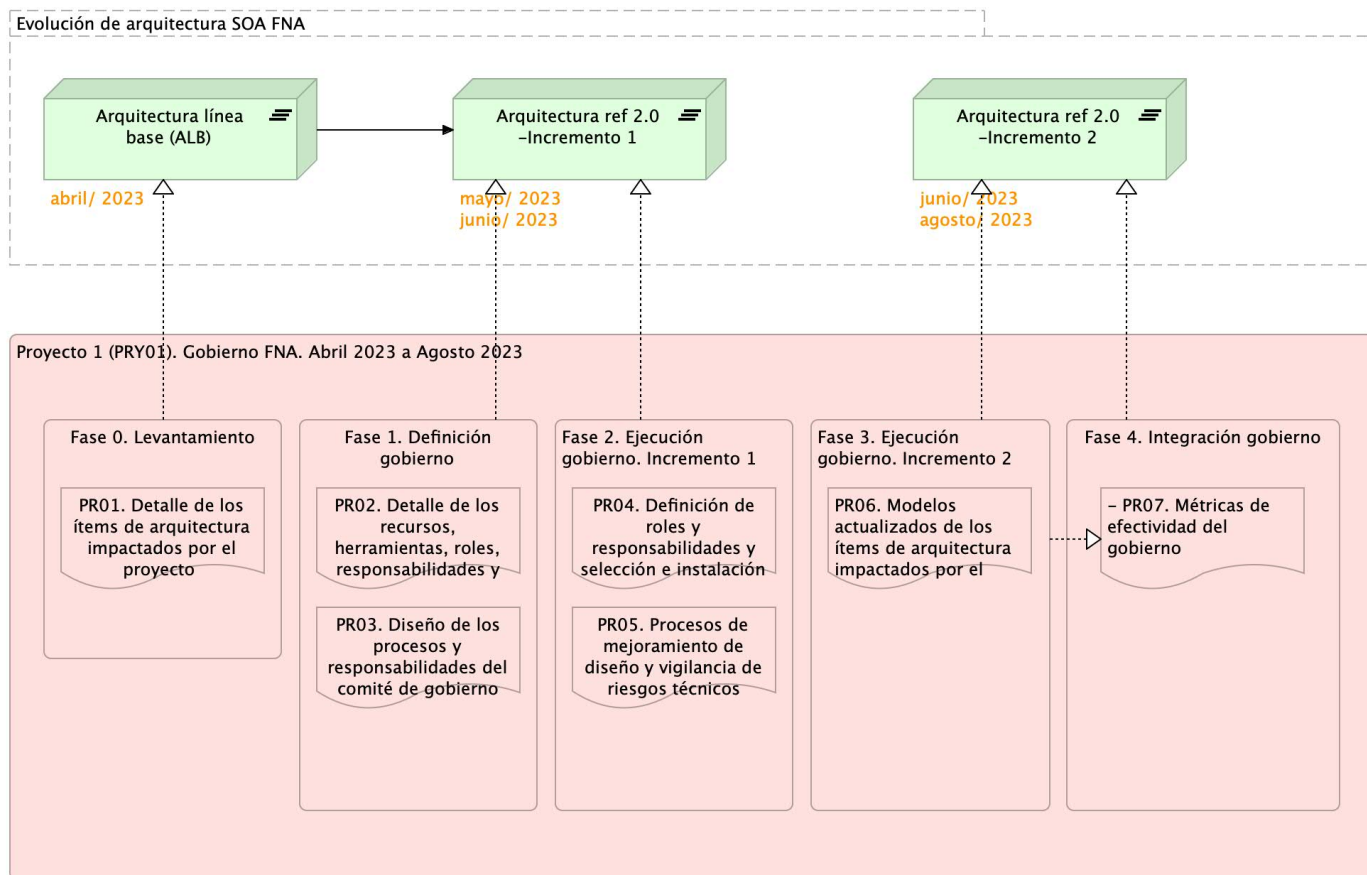 Evolución de arquitectura SOA FNA
Arquitectura línea
base (ALB)
Arquitectura ref 2.0
-Incremento 1
Arquitectura ref 2.0
-Incremento 2
abril/ 2023
mayo/ 2023
junio/ 2023
junio/ 2023
agosto/ 2023
Proyecto 1 (PRY01). Gobierno FNA. Abril 2023 a Agosto 2023
Fase 0. Levantamiento
PR01. Detalle de los
ítems de arquitectura
impactados por el
proyecto
Fase 1. Definición
gobierno
PR02. Detalle de los
recursos,
herramientas, roles,
responsabilidades y
PR03. Diseño de los
procesos y
responsabilidades del
comité de gobierno
Fase 2. Ejecución
gobierno. Incremento 1
PR04. Definición de
roles y
responsabilidades y
selección e instalación
PR05. Procesos de
mejoramiento de
diseño y vigilancia de
riesgos técnicos
Fase 3. Ejecución
gobierno. Incremento 2
PR06. Modelos
actualizados de los
ítems de arquitectura
impactados por el
Fase 4. Integración gobierno
- PR07. Métricas de
efectividad del
gobierno